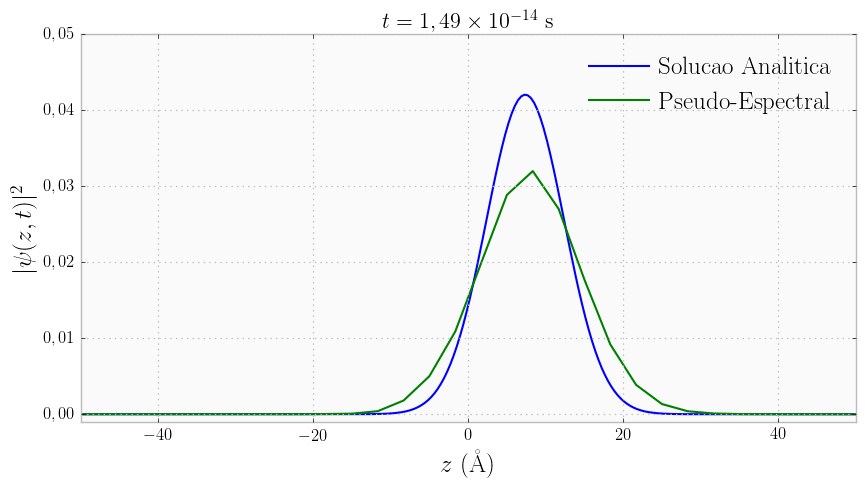 t = 1, 49 × 10⁻¹⁴ s
0, 05
0, 04
0, 03
0, 02
0, 01
0, 00
|ψ(z, t)|²
Solucao Analitica
Pseudo-Espectral
−40 −20 0 20 40
z (Å)